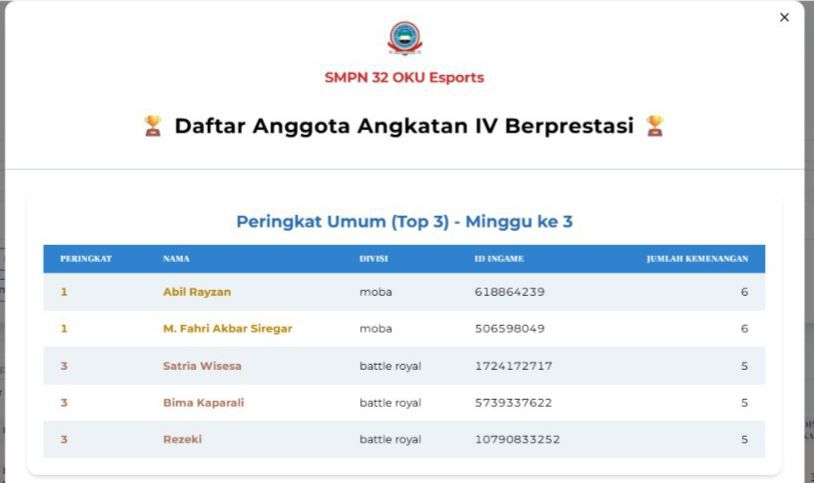 ×
SMPN 32 OKU Esports
🏆 Daftar Anggota Angkatan IV Berprestasi 🏆
Peringkat Umum (Top 3) - Minggu ke 3
PERINGKAT NAMA DIVISI ID INGAME JUMLAH KEMENANGAN
1 Abil Rayzan moba 618864239 6
1 M. Fahri Akbar Siregar moba 506598049 6
3 Satria Wisesa battle royal 1724172717 5
3 Bima Kaparali battle royal 5739337622 5
3 Rezeki battle royal 10790833252 5